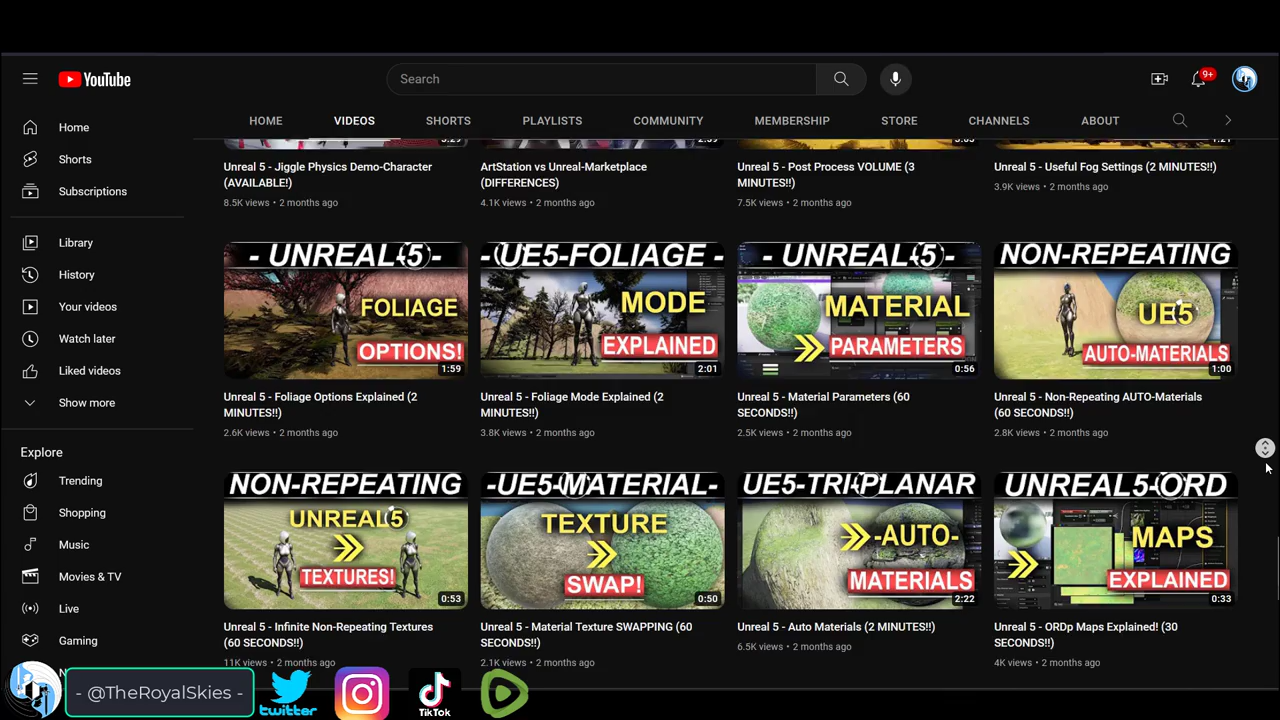 YouTube
Search
9+
HOME
VIDEOS
SHORTS
PLAYLISTS
COMMUNITY
MEMBERSHIP
STORE
CHANNELS
ABOUT
Home
Shorts
Subscriptions
Library
History
Your videos
Watch later
Liked videos
Show more
Explore
Trending
Shopping
Music
Movies & TV
Live
Gaming
Unreal 5 - Jiggle Physics Demo-Character
(AVAILABLE!)
8.5K views • 2 months ago
ArtStation vs Unreal-Marketplace
(DIFFERENCES)
4.1K views • 2 months ago
Unreal 5 - Post Process VOLUME (3
MINUTES!!)
7.5K views • 2 months ago
Unreal 5 - Useful Fog Settings (2 MINUTES!!)
3.9K views • 2 months ago
- UNREAL-5 -
FOLIAGE
OPTIONS!
1:59
Unreal 5 - Foliage Options Explained (2
MINUTES!!)
2.6K views • 2 months ago
- UE5-FOLIAGE -
MODE
EXPLAINED
2:01
Unreal 5 - Foliage Mode Explained (2
MINUTES!!)
3.8K views • 2 months ago
- UNREAL-5 -
MATERIAL
PARAMETERS
0:56
Unreal 5 - Material Parameters (60
SECONDS!!)
2.5K views • 2 months ago
NON-REPEATING
UE5
AUTO-MATERIALS
1:00
Unreal 5 - Non-Repeating AUTO-Materials
(60 SECONDS!!)
2.8K views • 2 months ago
NON-REPEATING
UNREAL5
TEXTURES!
0:53
Unreal 5 - Infinite Non-Repeating Textures
(60 SECONDS!!)
11K views • 2 months ago
-UE5-MATERIAL-
TEXTURE
SWAP!
0:50
Unreal 5 - Material Texture SWAPPING (60
SECONDS!!)
2.1K views • 2 months ago
UE5-TRI-PLANAR
-AUTO-
MATERIALS
2:22
Unreal 5 - Auto Materials (2 MINUTES!!)
6.5K views • 2 months ago
UNREAL5-ORD
MAPS
EXPLAINED
0:33
Unreal 5 - ORDp Maps Explained! (30
SECONDS!!)
4K views • 2 months ago
- @TheRoyalSkies -
twitter
TikTok